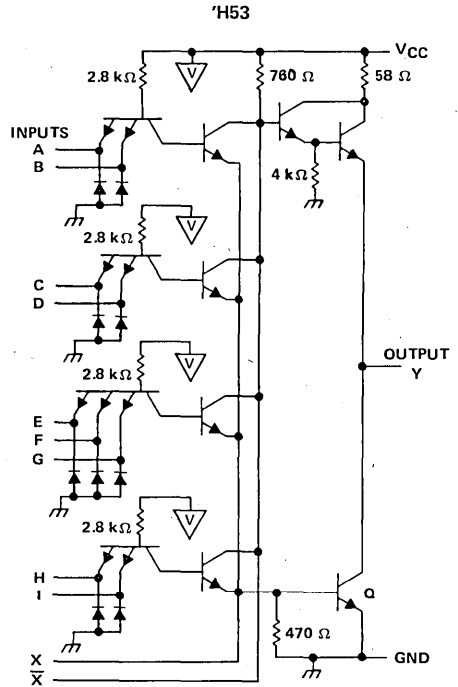 'H53
VCC
2.8 kΩ
V
760 Ω
58 Ω
INPUTS
A
B
4 kΩ
2.8 kΩ
V
C
D
2.8 kΩ
V
OUTPUT
Y
E
F
G
2.8 kΩ
V
H
I
Q
470 Ω
X
GND
X̅